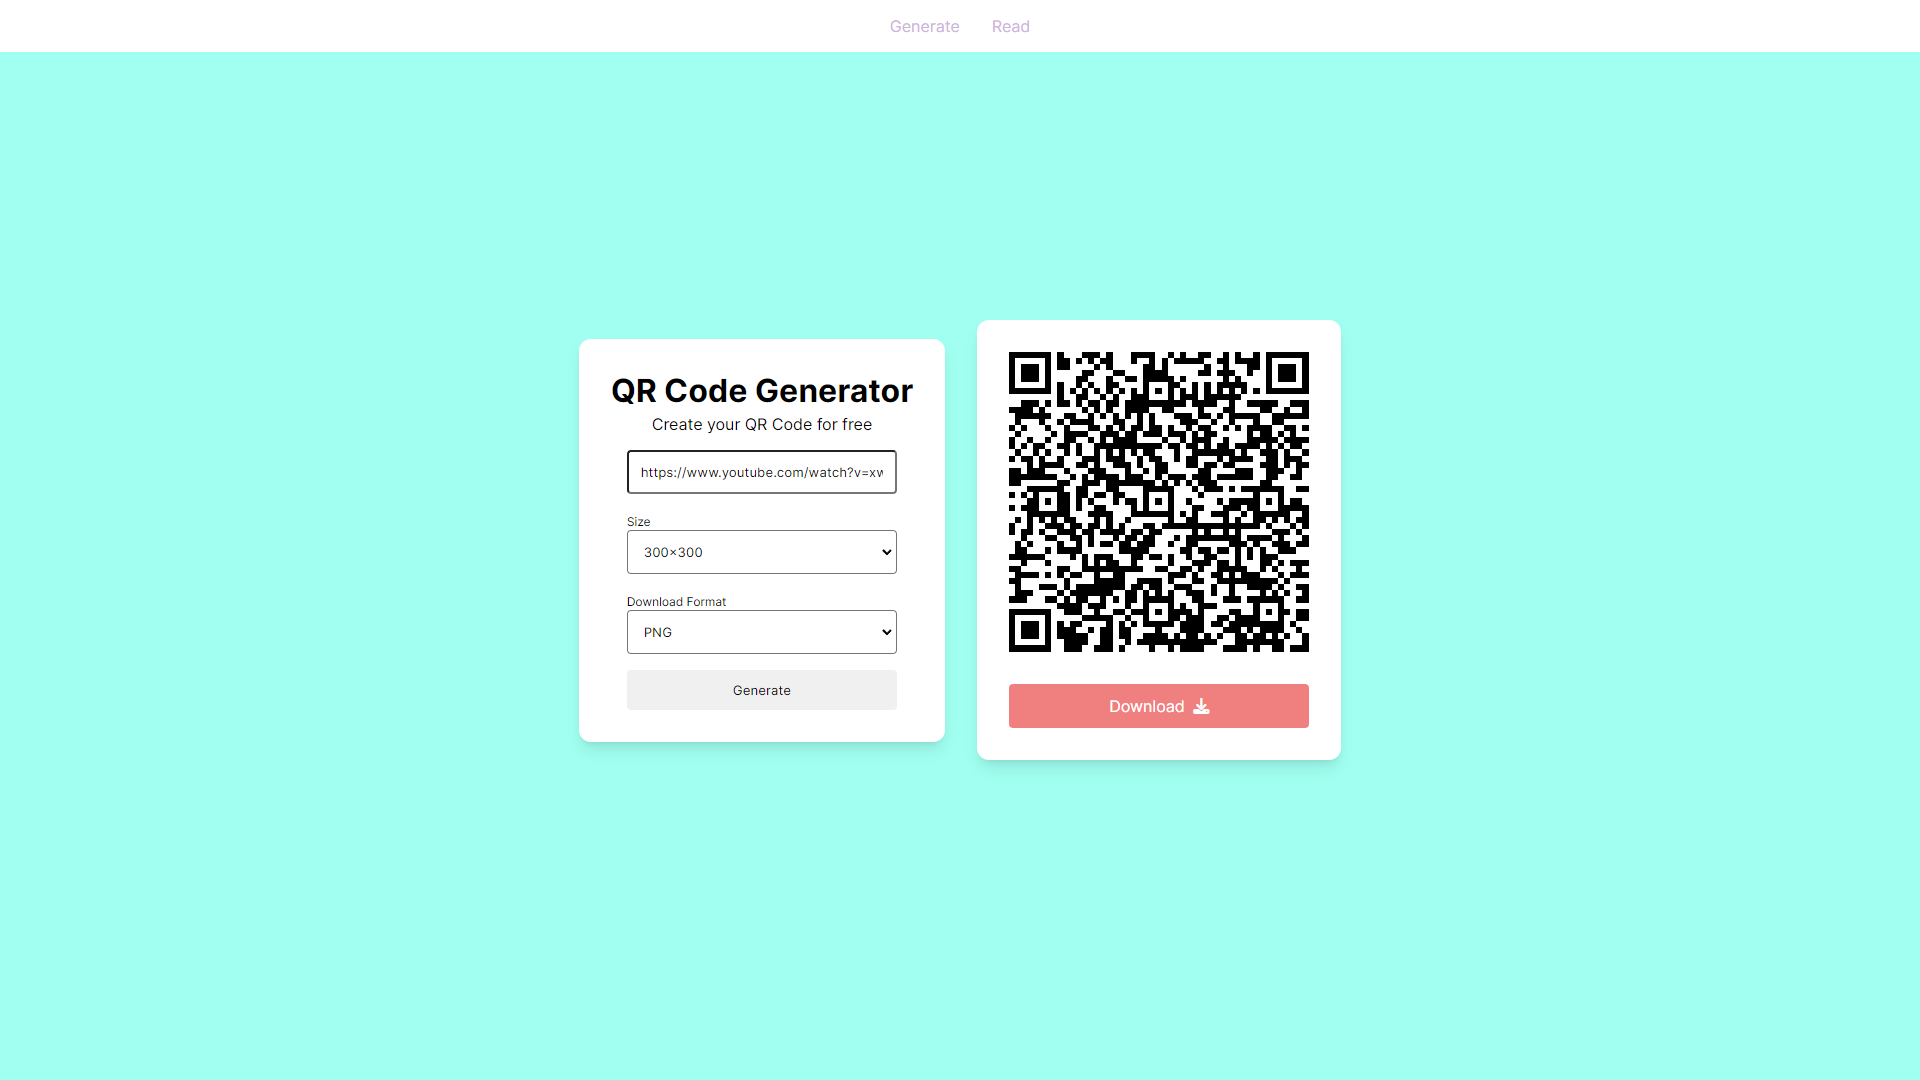 Generate Read
QR Code Generator
Create your QR Code for free
https://www.youtube.com/watch?v=xw
Size
300×300
Download Format
PNG
Generate
Download